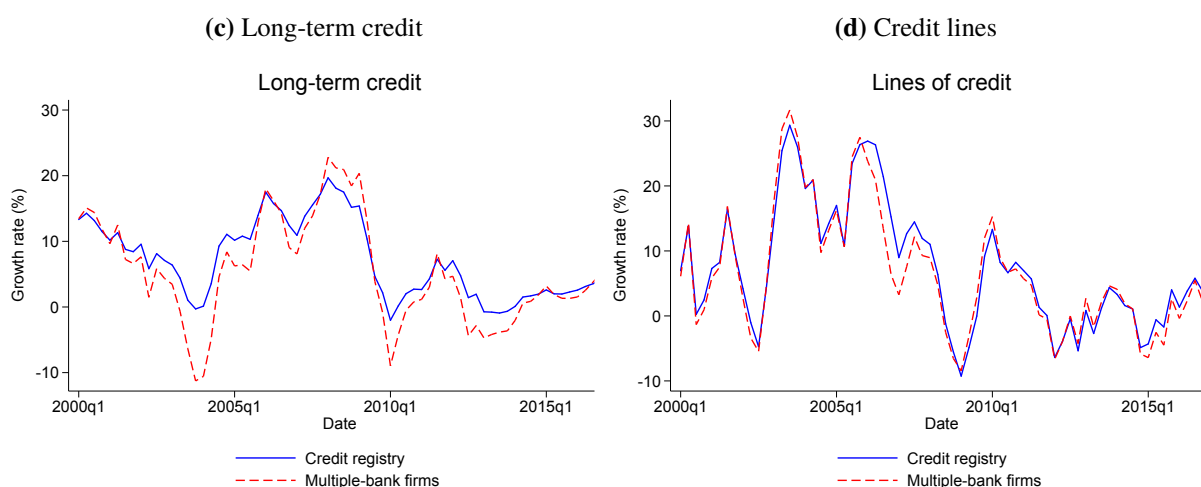 (c) Long-term credit
Long-term credit
Growth rate (%)
30
20
10
0
-10
2000q1 2005q1 2010q1 2015q1
Date
Credit registry
Multiple-bank firms
(d) Credit lines
Lines of credit
Growth rate (%)
30
20
10
0
-10
2000q1 2005q1 2010q1 2015q1
Date
Credit registry
Multiple-bank firms